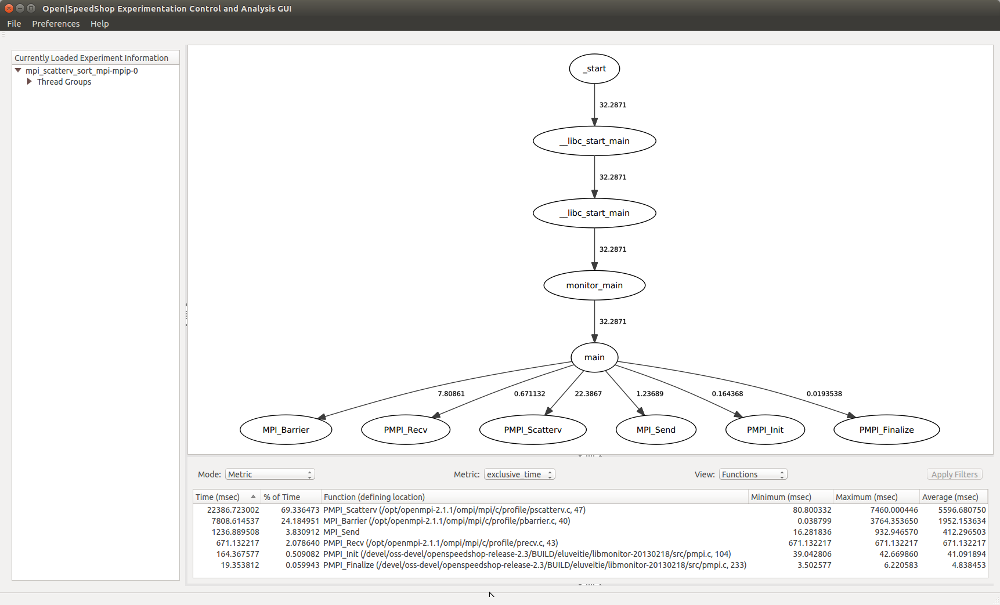 Open|SpeedShop Experimentation Control and Analysis GUI
File Preferences Help
Currently Loaded Experiment Information
mpi_scatterv_sort_mpi-mpip-0
Thread Groups
_start
32.2871
__libc_start_main
32.2871
__libc_start_main
32.2871
monitor_main
32.2871
main
7.80861 0.671132 22.3867 1.23689 0.164368 0.0193538
MPI_Barrier PMPI_Recv PMPI_Scatterv MPI_Send PMPI_Init PMPI_Finalize
Mode: Metric Metric: exclusive_time View: Functions Apply Filters
Time (msec) % of Time Function (defining location) Minimum (msec) Maximum (msec) Average (msec)
22386.723002 69.336473 PMPI_Scatterv (/opt/openmpi-2.1.1/ompi/mpi/c/profile/pscatterv.c, 47) 80.800332 7460.000446 5596.680750
7808.614537 24.184951 MPI_Barrier (/opt/openmpi-2.1.1/ompi/mpi/c/profile/pbarrier.c, 40) 0.038799 3764.353650 1952.153634
1236.889508 3.830912 MPI_Send 16.281836 932.946570 412.296503
671.132217 2.078640 PMPI_Recv (/opt/openmpi-2.1.1/ompi/mpi/c/profile/precv.c, 43) 671.132217 671.132217 671.132217
164.367577 0.509082 PMPI_Init (/devel/oss-devel/openspeedshop-release-2.3/BUILD/eluveitie/libmonitor-20130218/src/pmpi.c, 104) 39.042806 42.669860 41.091894
19.353812 0.059943 PMPI_Finalize (/devel/oss-devel/openspeedshop-release-2.3/BUILD/eluveitie/libmonitor-20130218/src/pmpi.c, 233) 3.502577 6.220583 4.838453